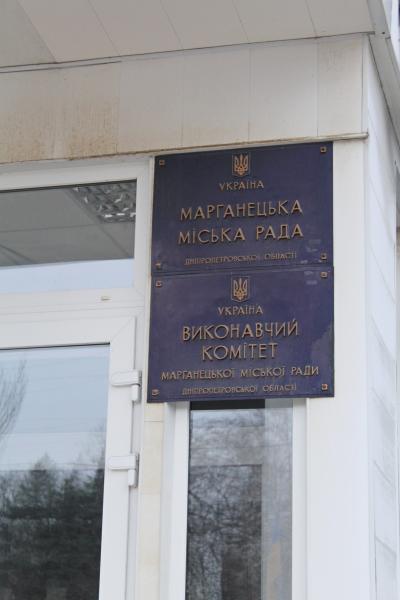 УКРАЇНА
МАРГАНЕЦЬКА
МІСЬКА РАДА
ДНІПРОПЕТРОВСЬКОЇ ОБЛАСТІ
УКРАЇНА
ВИКОНАВЧИЙ
КОМІТЕТ
МАРГАНЕЦЬКОЇ МІСЬКОЇ РАДИ
ДНІПРОПЕТРОВСЬКОЇ ОБЛАСТІ